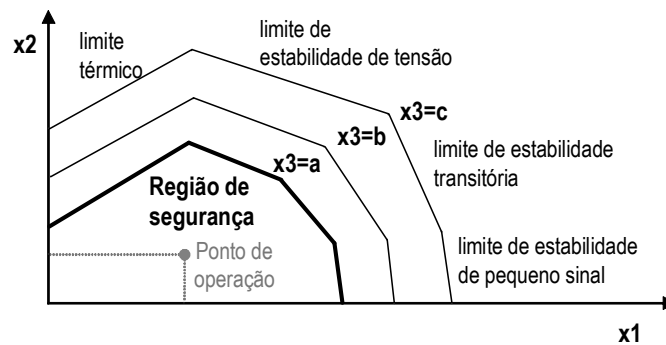 x2
limite
térmico
limite de
estabilidade de tensão
x3=c
x3=b
x3=a
limite de estabilidade
transitória
Região de
segurança
Ponto de
operação
limite de estabilidade
de pequeno sinal
x1